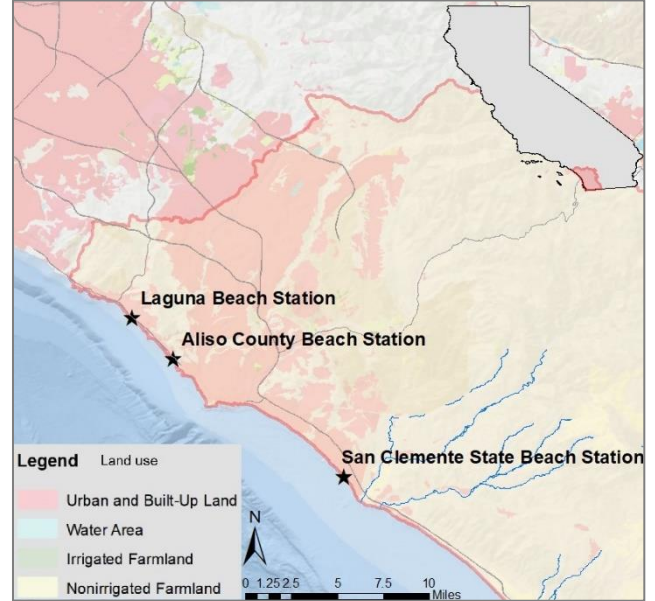 Laguna Beach Station
Aliso County Beach Station
San Clemente State Beach Station
Legend Land use
Urban and Built-Up Land
Water Area
Irrigated Farmland
Nonirrigated Farmland
N
0 1.25 2.5 5 7.5 10
Miles